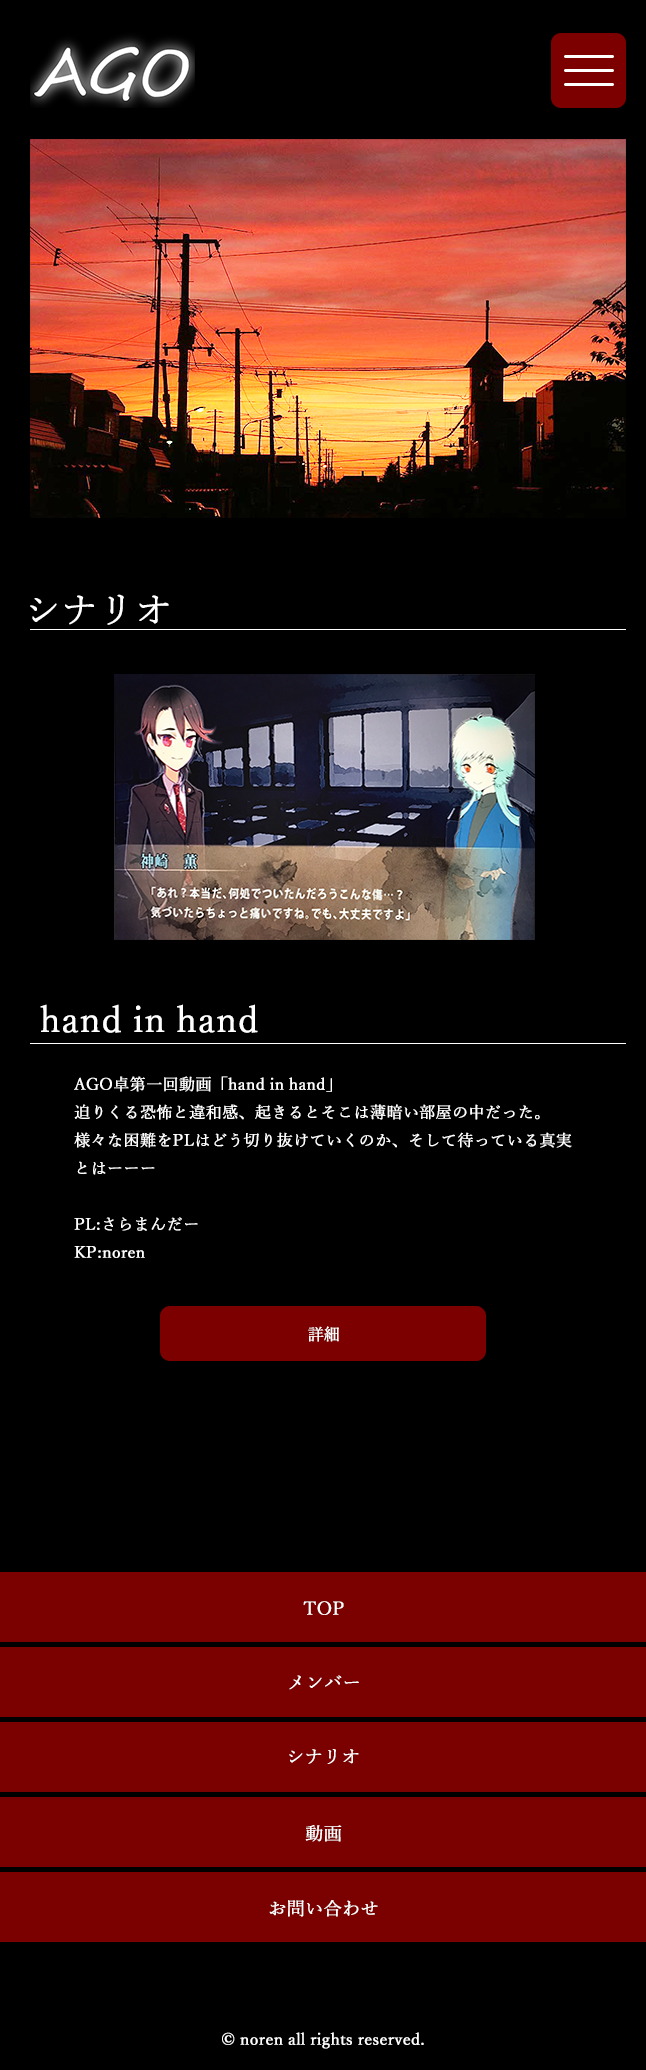 AGO
シナリオ
神崎　薫
「あれ？本当だ、何処でついたんだろうこんな傷…？
気づいたらちょっと痛いですね。でも、大丈夫ですよ」
hand in hand
AGO卓第一回動画「hand in hand」
迫りくる恐怖と違和感、起きるとそこは薄暗い部屋の中だった。
様々な困難をPLはどう切り抜けていくのか、そして待っている真実
とはーーー
PL:さらまんだー
KP:noren
詳細
TOP
メンバー
シナリオ
動画
お問い合わせ
© noren all rights reserved.